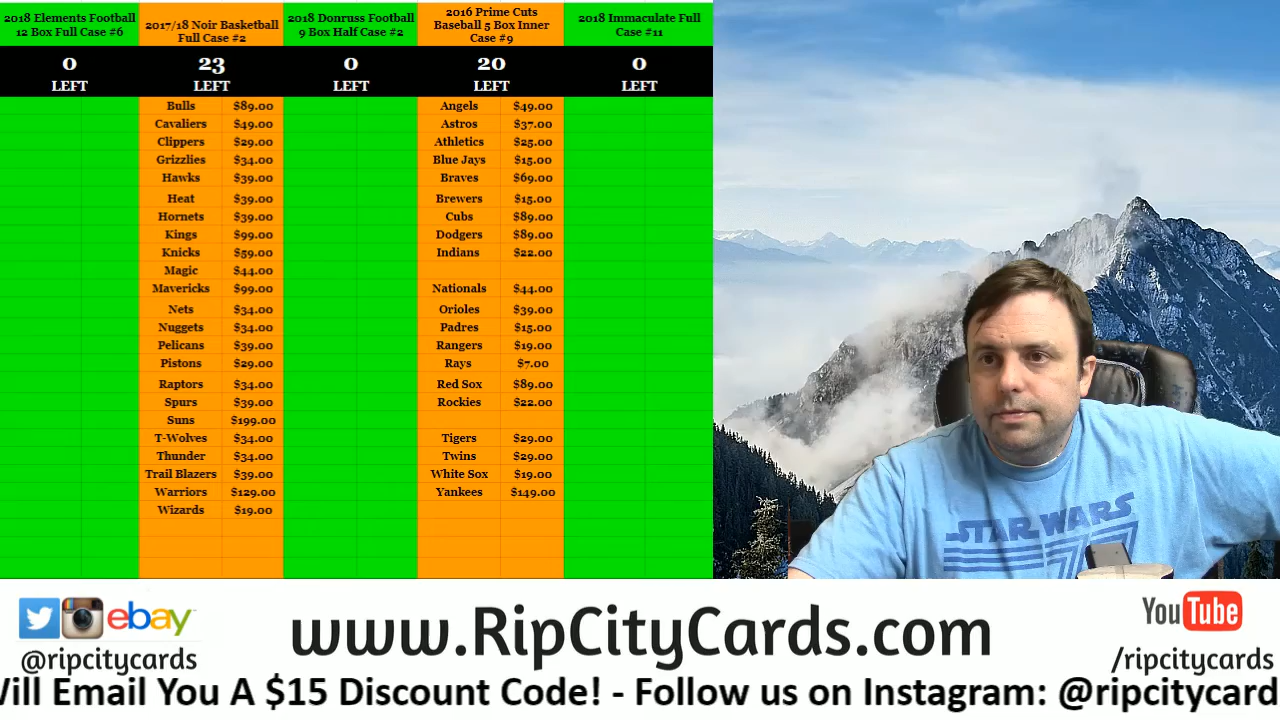 2018 Elements Football
12 Box Full Case #6
0
LEFT
2017/18 Noir Basketball
Full Case #2
23
LEFT
Bulls $89.00
Cavaliers $49.00
Clippers $29.00
Grizzlies $34.00
Hawks $39.00
Heat $39.00
Hornets $39.00
Kings $99.00
Knicks $59.00
Magic $44.00
Mavericks $99.00
Nets $34.00
Nuggets $34.00
Pelicans $39.00
Pistons $29.00
Raptors $34.00
Spurs $39.00
Suns $199.00
T-Wolves $34.00
Thunder $34.00
Trail Blazers $39.00
Warriors $129.00
Wizards $19.00
2018 Donruss Football
9 Box Half Case #2
0
LEFT
2016 Prime Cuts
Baseball 5 Box Inner
Case #9
20
LEFT
Angels $49.00
Astros $37.00
Athletics $25.00
Blue Jays $15.00
Braves $69.00
Brewers $15.00
Cubs $89.00
Dodgers $89.00
Indians $22.00
Nationals $44.00
Orioles $39.00
Padres $15.00
Rangers $19.00
Rays $7.00
Red Sox $89.00
Rockies $22.00
Tigers $29.00
Twins $29.00
White Sox $19.00
Yankees $149.00
2018 Immaculate Full
Case #11
0
LEFT
STAR WARS
77
ebay
@ripcitycards
www.RipCityCards.com
YouTube
/ripcitycards
Will Email You A $15 Discount Code! - Follow us on Instagram: @ripcitycard